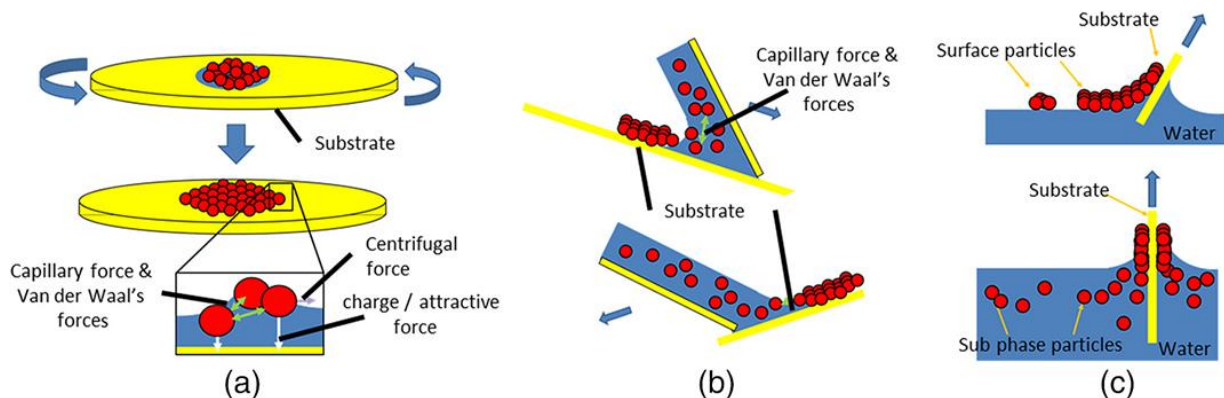 Substrate
Capillary force &
Van der Waal's
forces
Centrifugal
force
charge / attractive
force
(a)
Capillary force &
Van der Waal's
forces
Substrate
(b)
Substrate
Surface particles
Water
Substrate
Sub phase particles
Water
(c)